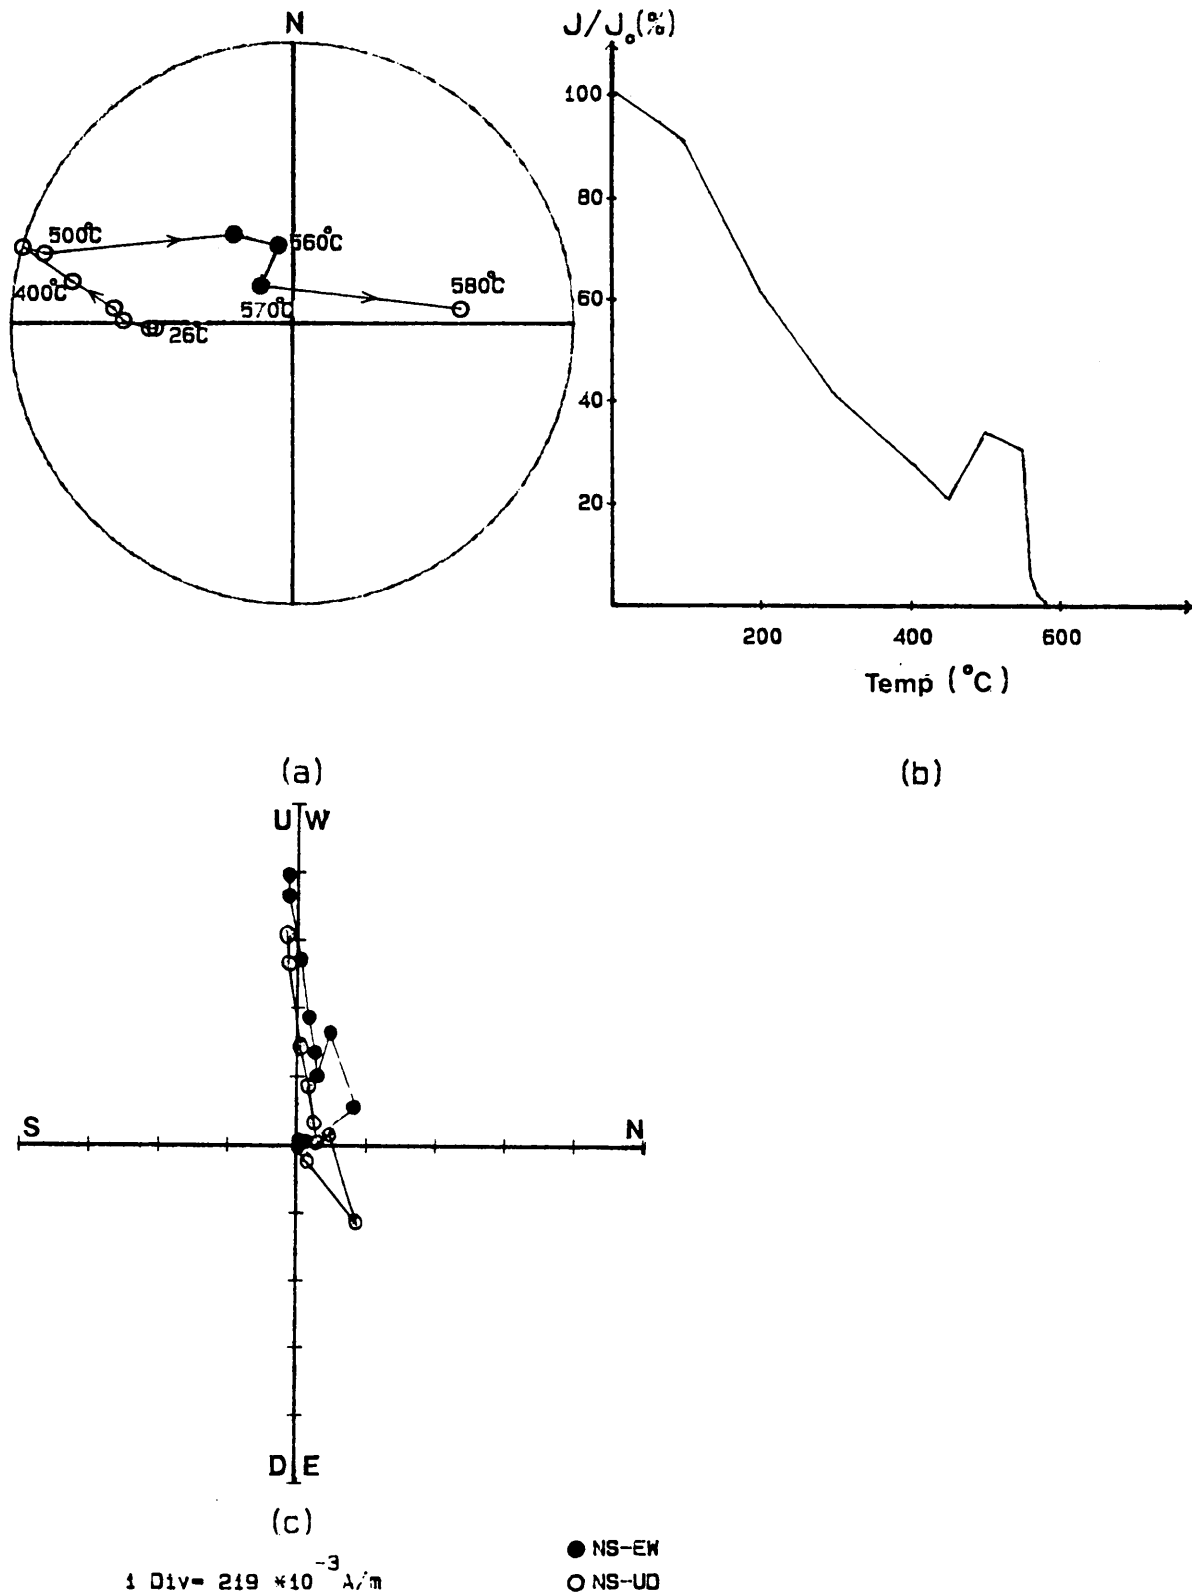 N
500°C
560°C
400°C
580°C
570°C
26°C
J/J₀(%)
100
80
60
40
20
200
400
600
Temp (°C)
(a)
(b)
U W
S
N
D E
(c)
1 Div= 219 *10⁻³ A/m
● NS-EW
○ NS-UD